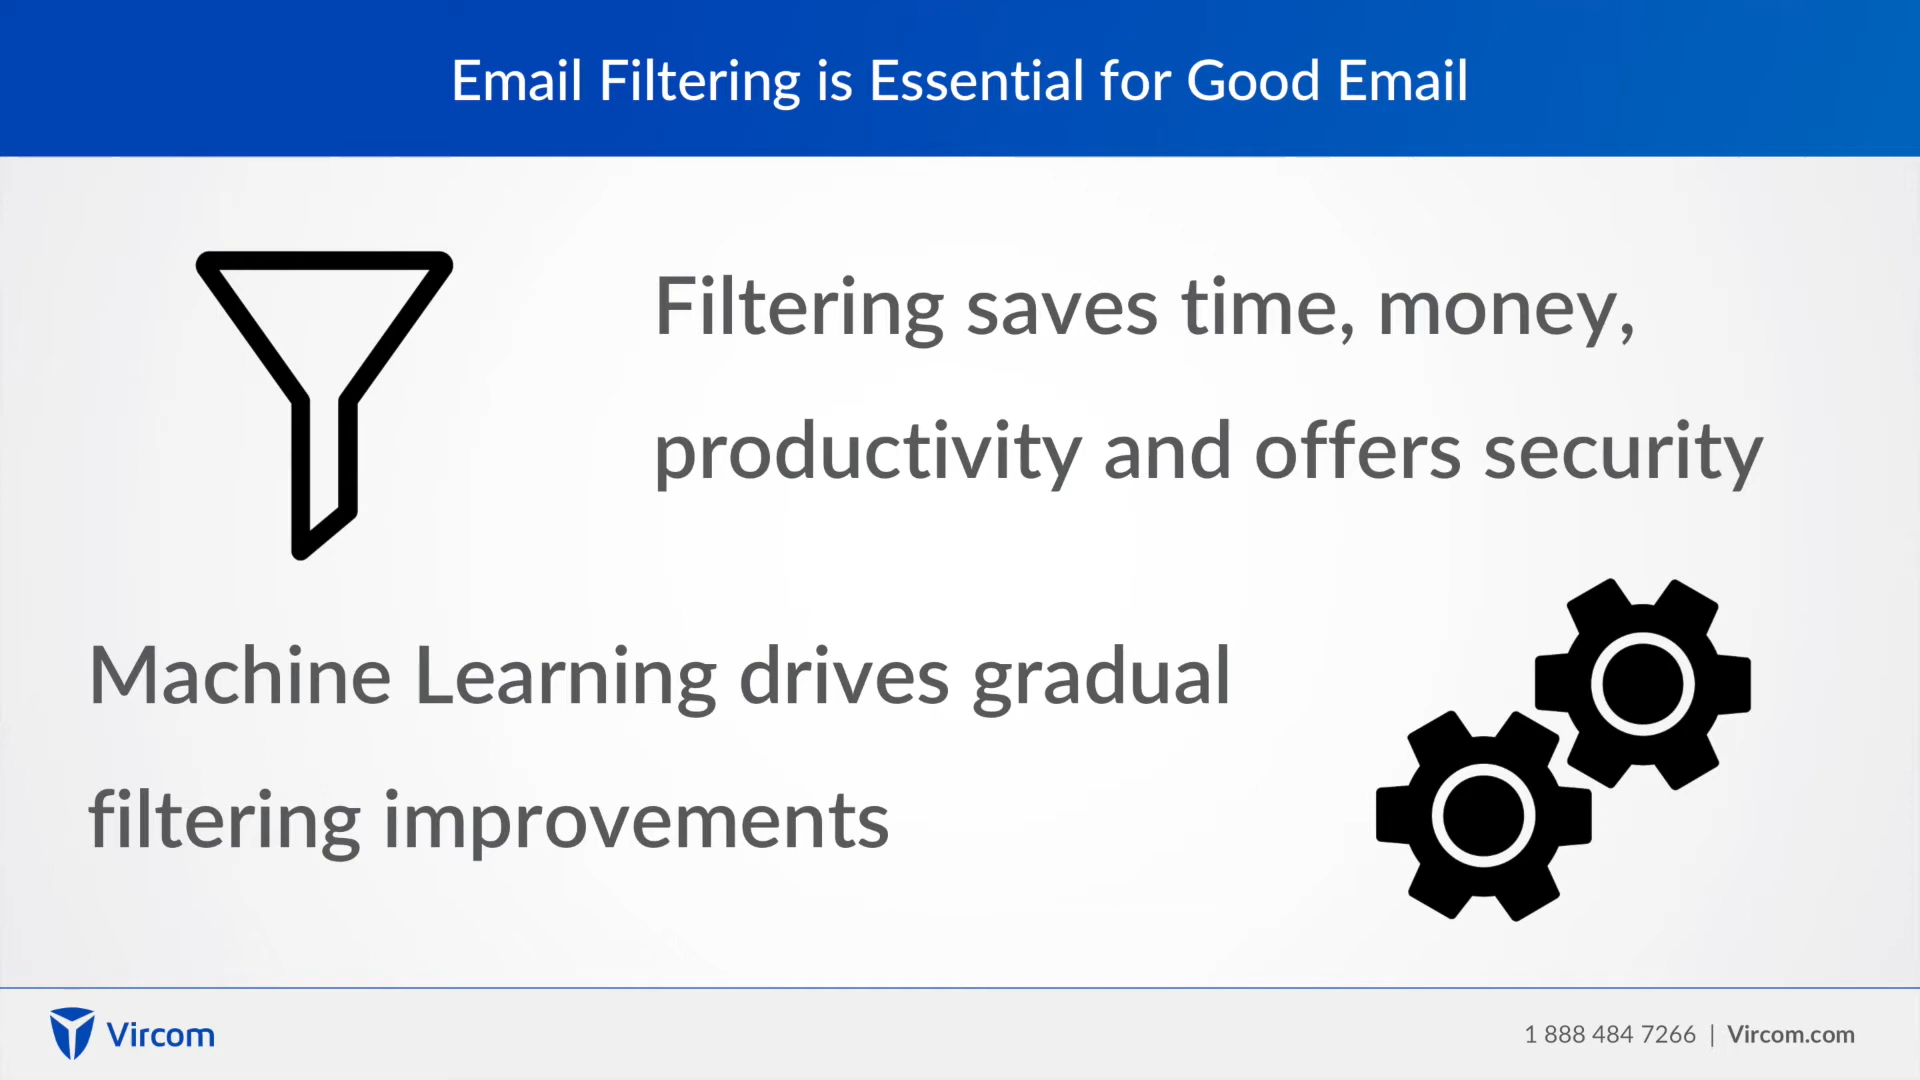 Email Filtering is Essential for Good Email
Filtering saves time, money,
productivity and offers security
Machine Learning drives gradual
filtering improvements
Vircom
1 888 484 7266 | Vircom.com